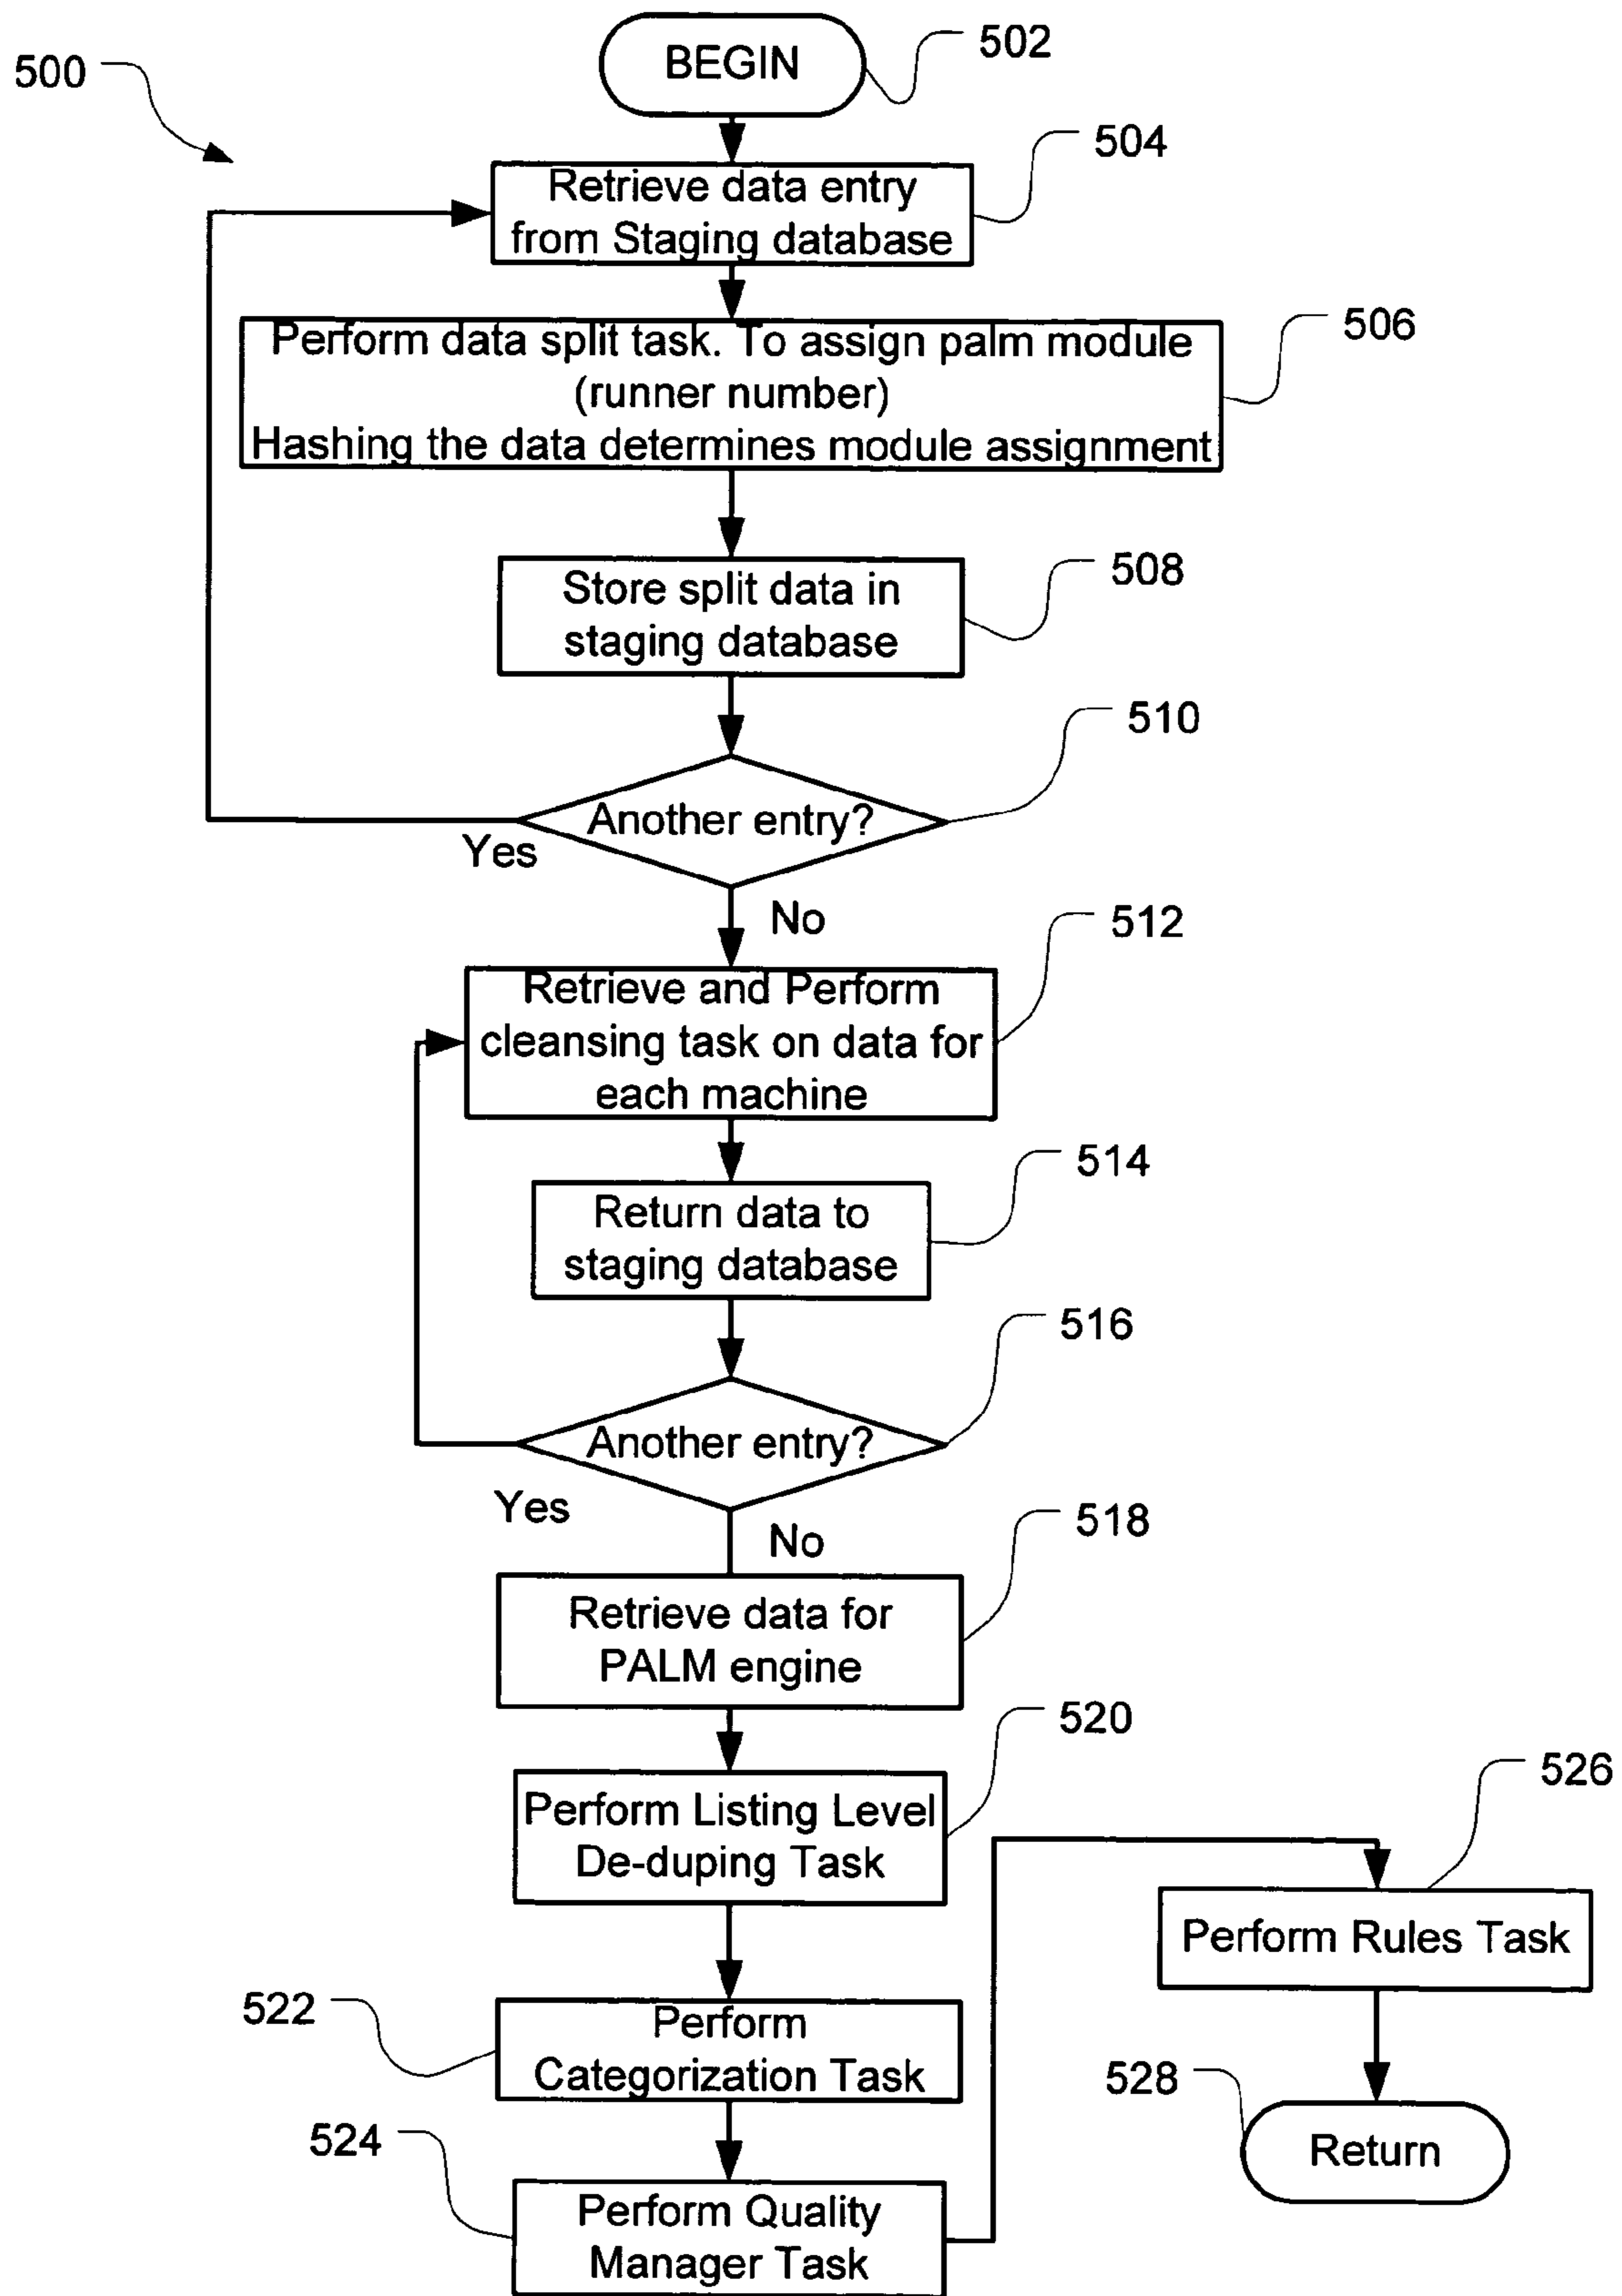 500
BEGIN
502
Retrieve data entry
from Staging database
504
Perform data split task. To assign palm module
(runner number)
Hashing the data determines module assignment
506
Store split data in
staging database
508
510
Another entry?
Yes
No
512
Retrieve and Perform
cleansing task on data for
each machine
514
Return data to
staging database
516
Another entry?
Yes
No
518
Retrieve data for
PALM engine
520
Perform Listing Level
De-duping Task
526
Perform Rules Task
522
Perform
Categorization Task
528
Return
524
Perform Quality
Manager Task